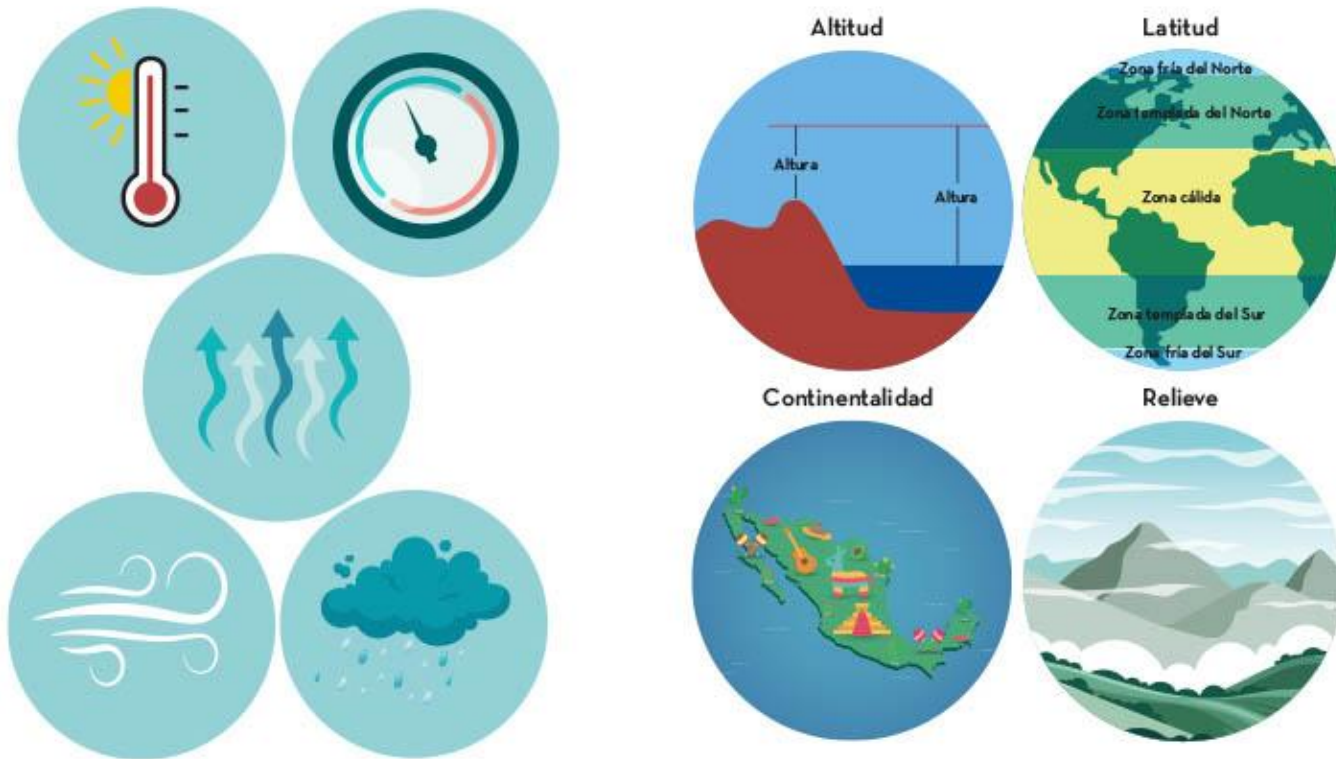 Altitud
Altura
Altura
Latitud
Zona fría del Norte
Zona templada del Norte
Zona cálida
Zona templada del Sur
Zona fría del Sur
Continentalidad
Relieve